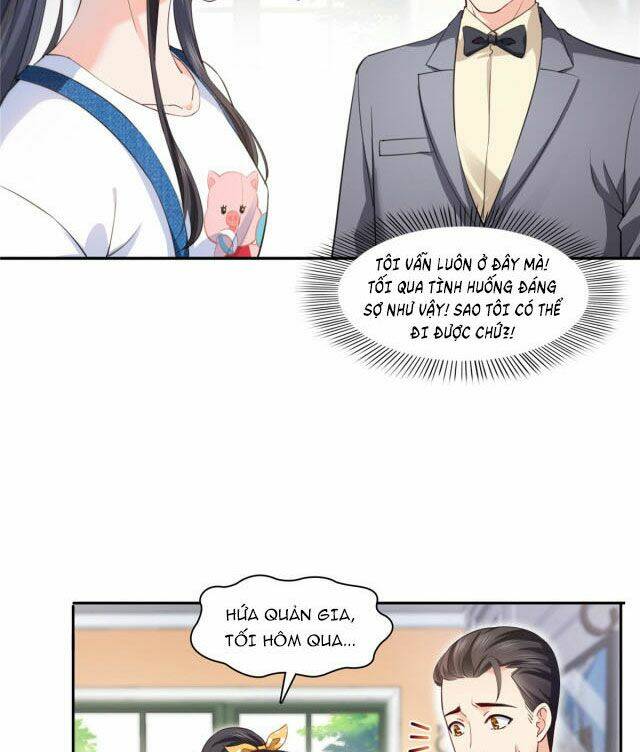 TÔI VẪN LUÔN Ở ĐÂY MÀ!
TỐI QUA TÌNH HUỐNG ĐÁNG
SỢ NHƯ VẬY! SAO TÔI CÓ THỂ
ĐI ĐƯỢC CHỨ?!
HỨA QUẢN GIA,
TỐI HÔM QUA...